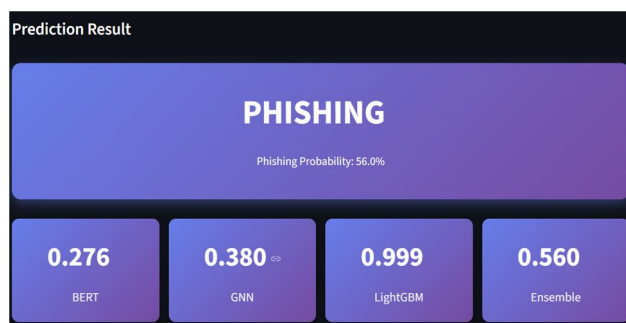 Prediction Result
PHISHING
Phishing Probability: 56.0%
0.276
BERT
0.380
GNN
0.999
LightGBM
0.560
Ensemble